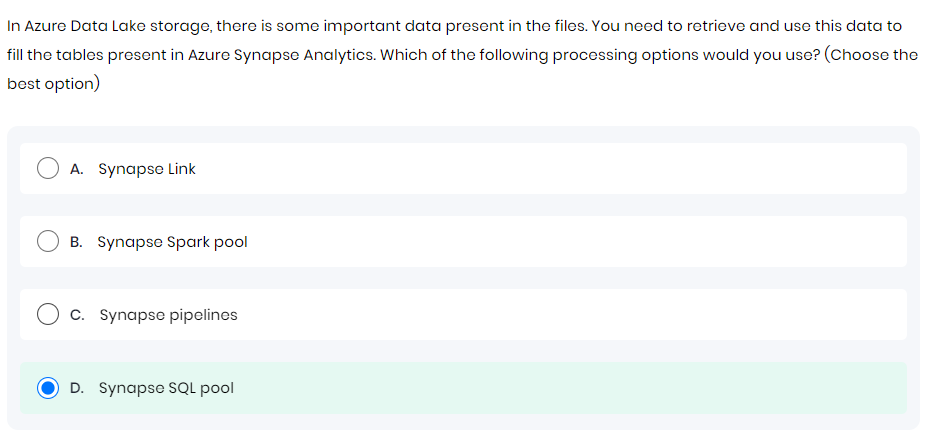 In Azure Data Lake storage, there is some important data present in the files. You need to retrieve and use this data to
fill the tables present in Azure Synapse Analytics. Which of the following processing options would you use? (Choose the
best option)
A. Synapse Link
B. Synapse Spark pool
C. Synapse pipelines
D. Synapse SQL pool